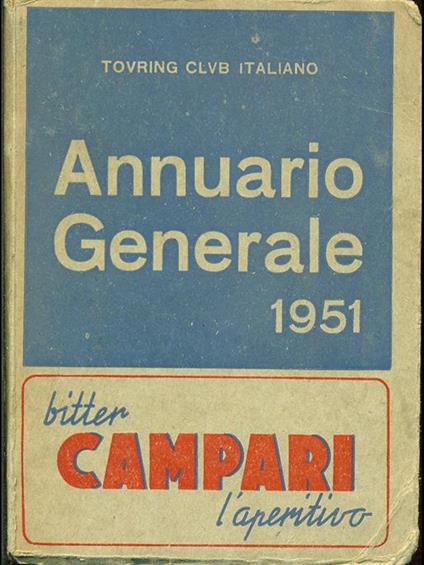 TOVRING CLVB ITALIANO
Annuario
Generale
1951
bitter
CAMPARI
l'aperitivo